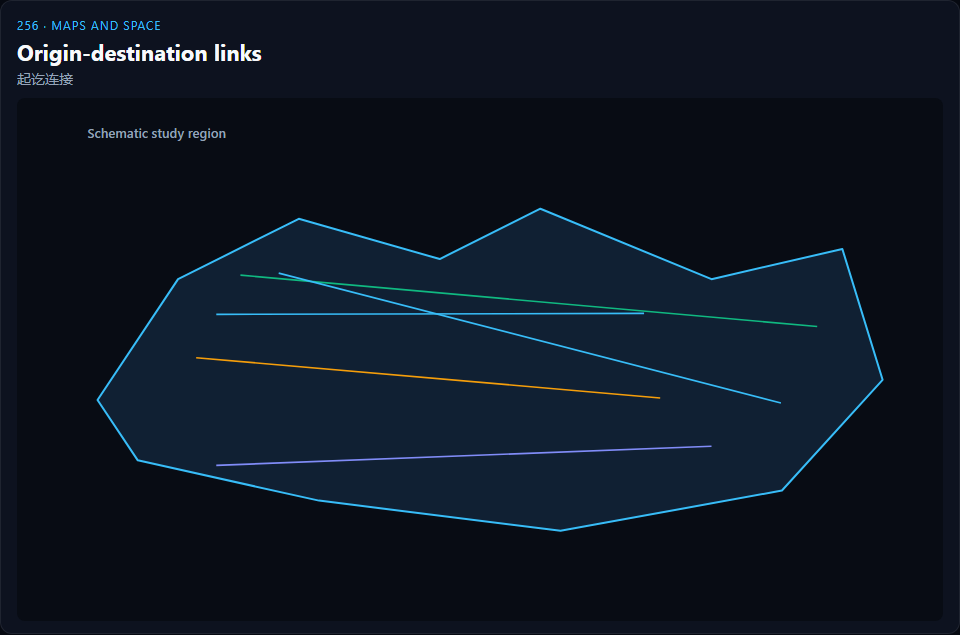 256 · MAPS AND SPACE
Origin-destination links
起讫连接
Schematic study region